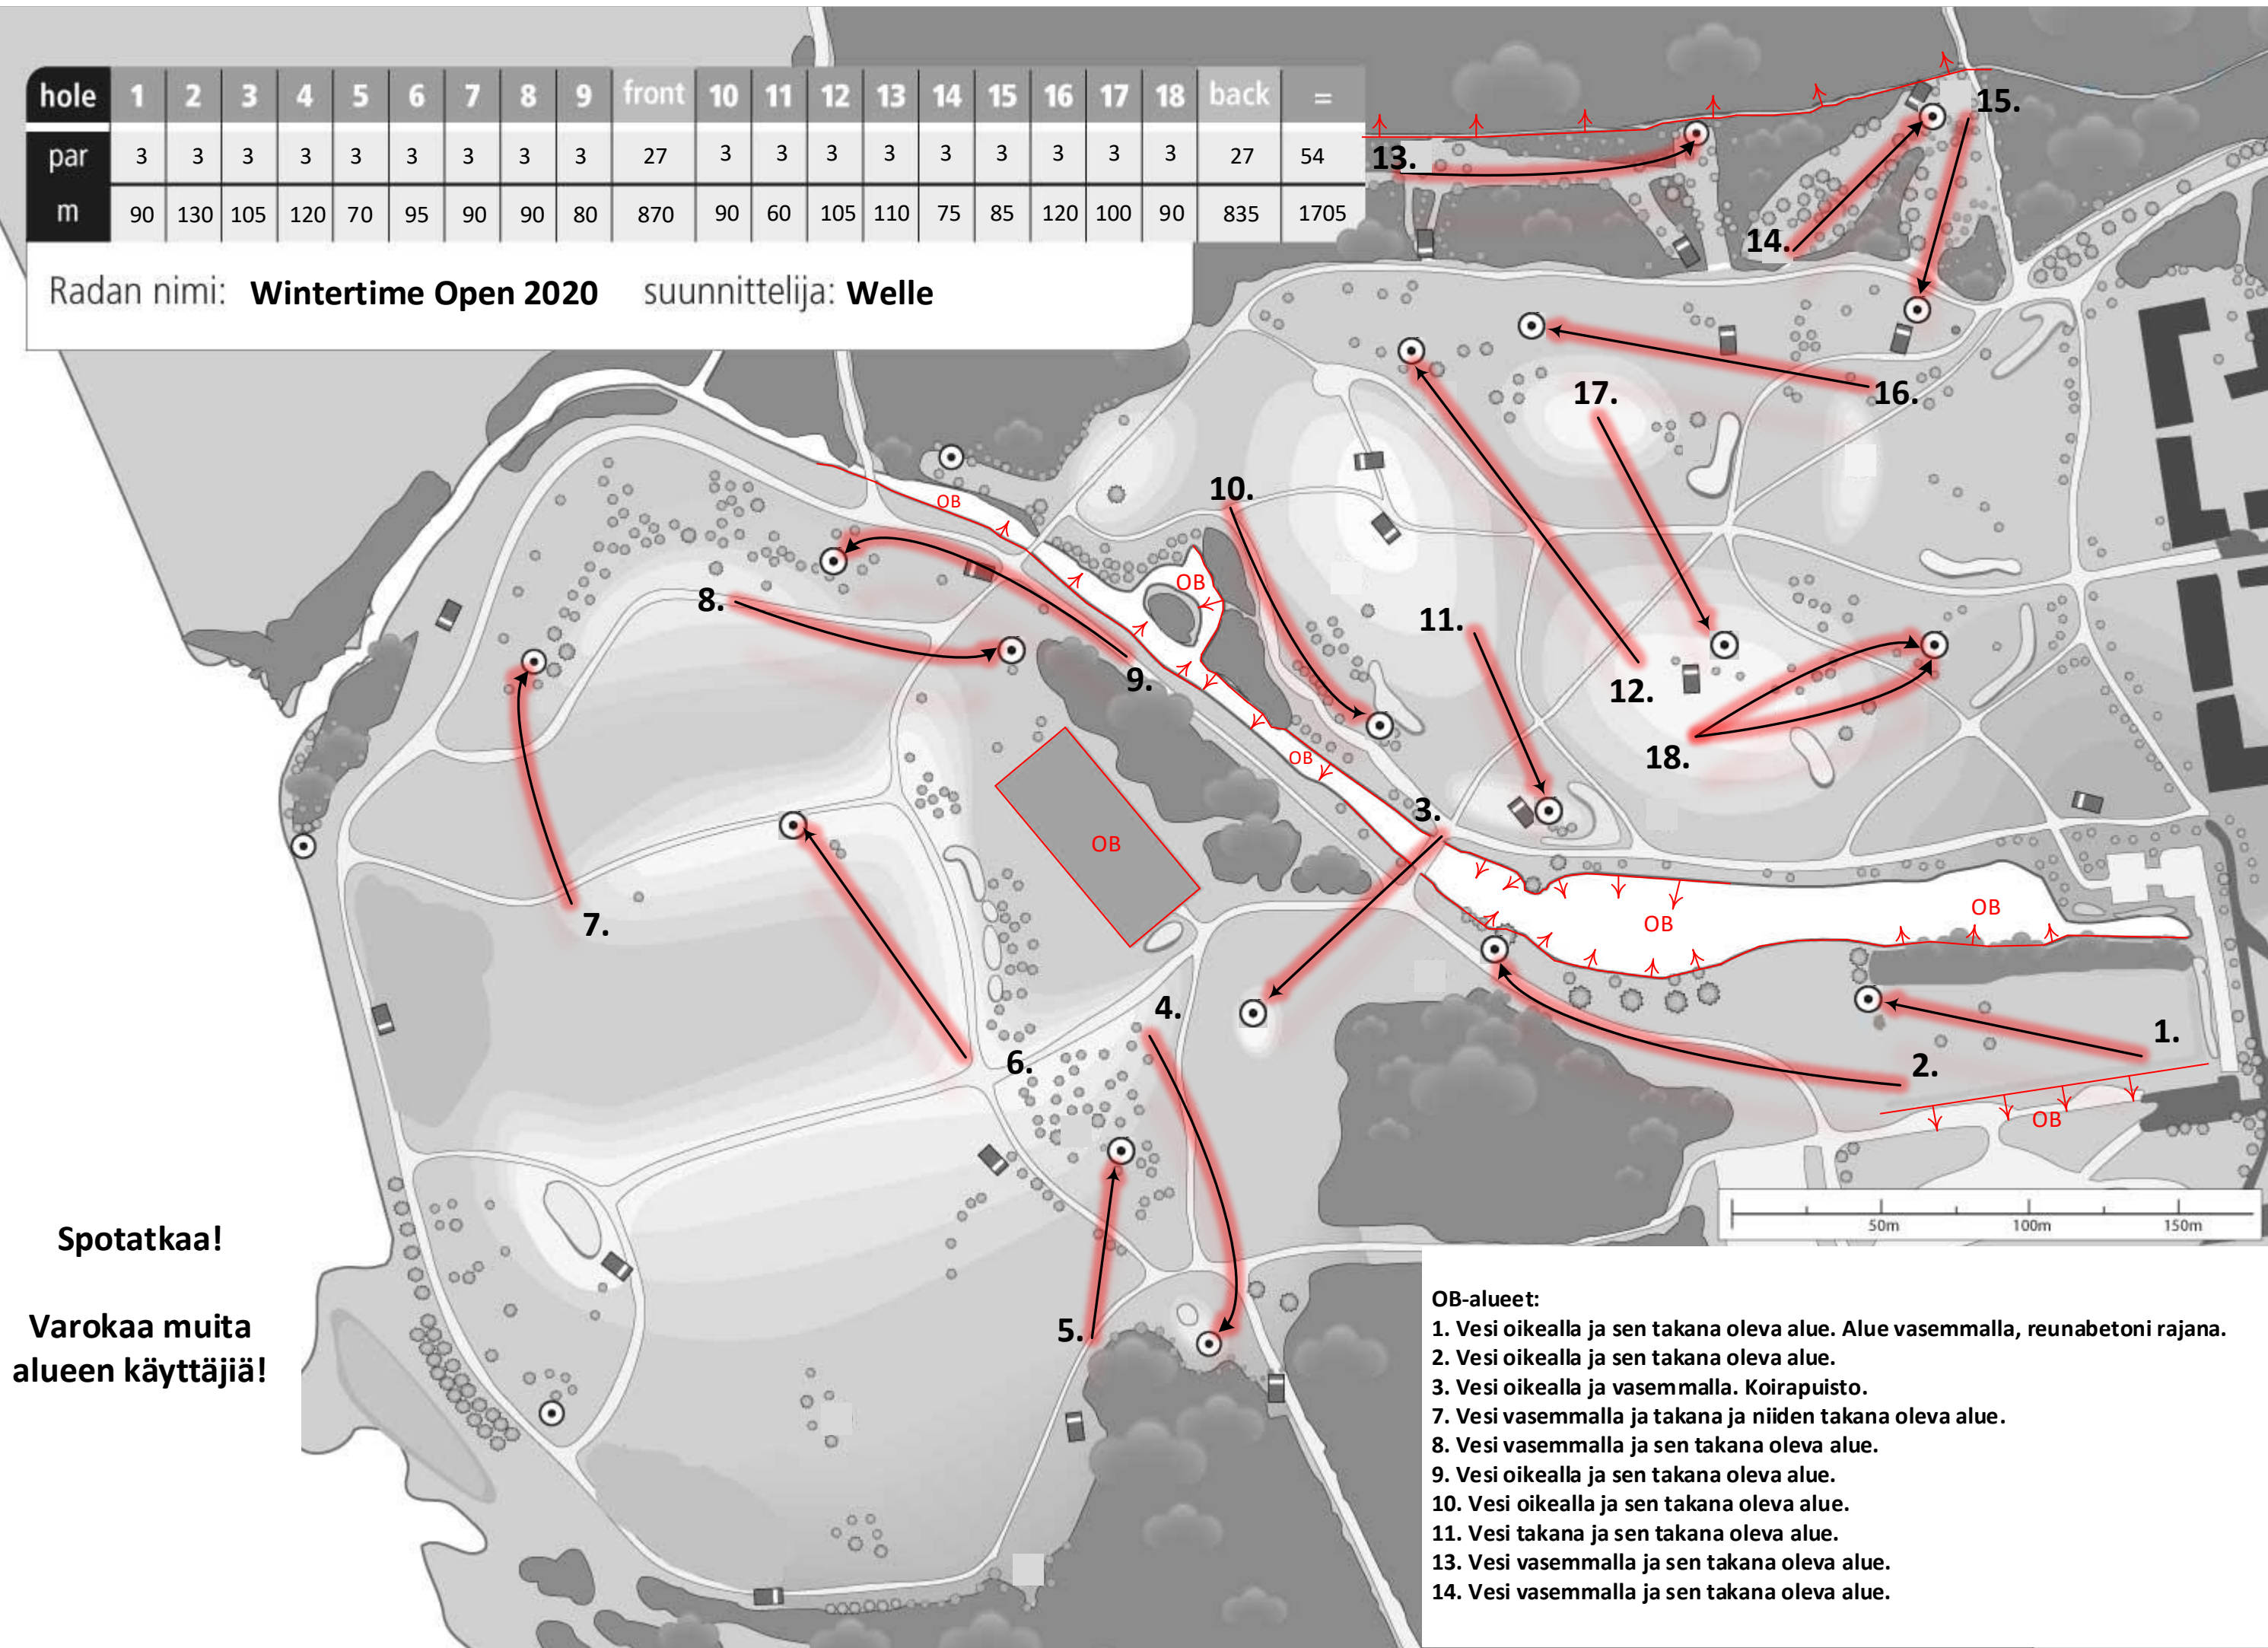 hole 1 2 3 4 5 6 7 8 9 front 10 11 12 13 14 15 16 17 18 back =
par 3 3 3 3 3 3 3 3 3 27 3 3 3 3 3 3 3 3 3 27 54
m 90 130 105 120 70 95 90 90 80 870 90 60 105 110 75 85 120 100 90 835 1705
Radan nimi: Wintertime Open 2020 suunnittelija: Welle
15.
13.
14.
16.
17.
10.
OB
OB
8.
11.
9.
12.
18.
OB
3.
OB
7.
OB
OB
4.
1.
6.
2.
OB
5.
50m 100m 150m
Spotatkaa!
Varokaa muita
alueen käyttäjiä!
OB-alueet:
1. Vesi oikealla ja sen takana oleva alue. Alue vasemmalla, reunabetoni rajana.
2. Vesi oikealla ja sen takana oleva alue.
3. Vesi oikealla ja vasemmalla. Koirapuisto.
7. Vesi vasemmalla ja takana ja niiden takana oleva alue.
8. Vesi vasemmalla ja sen takana oleva alue.
9. Vesi oikealla ja sen takana oleva alue.
10. Vesi oikealla ja sen takana oleva alue.
11. Vesi takana ja sen takana oleva alue.
13. Vesi vasemmalla ja sen takana oleva alue.
14. Vesi vasemmalla ja sen takana oleva alue.